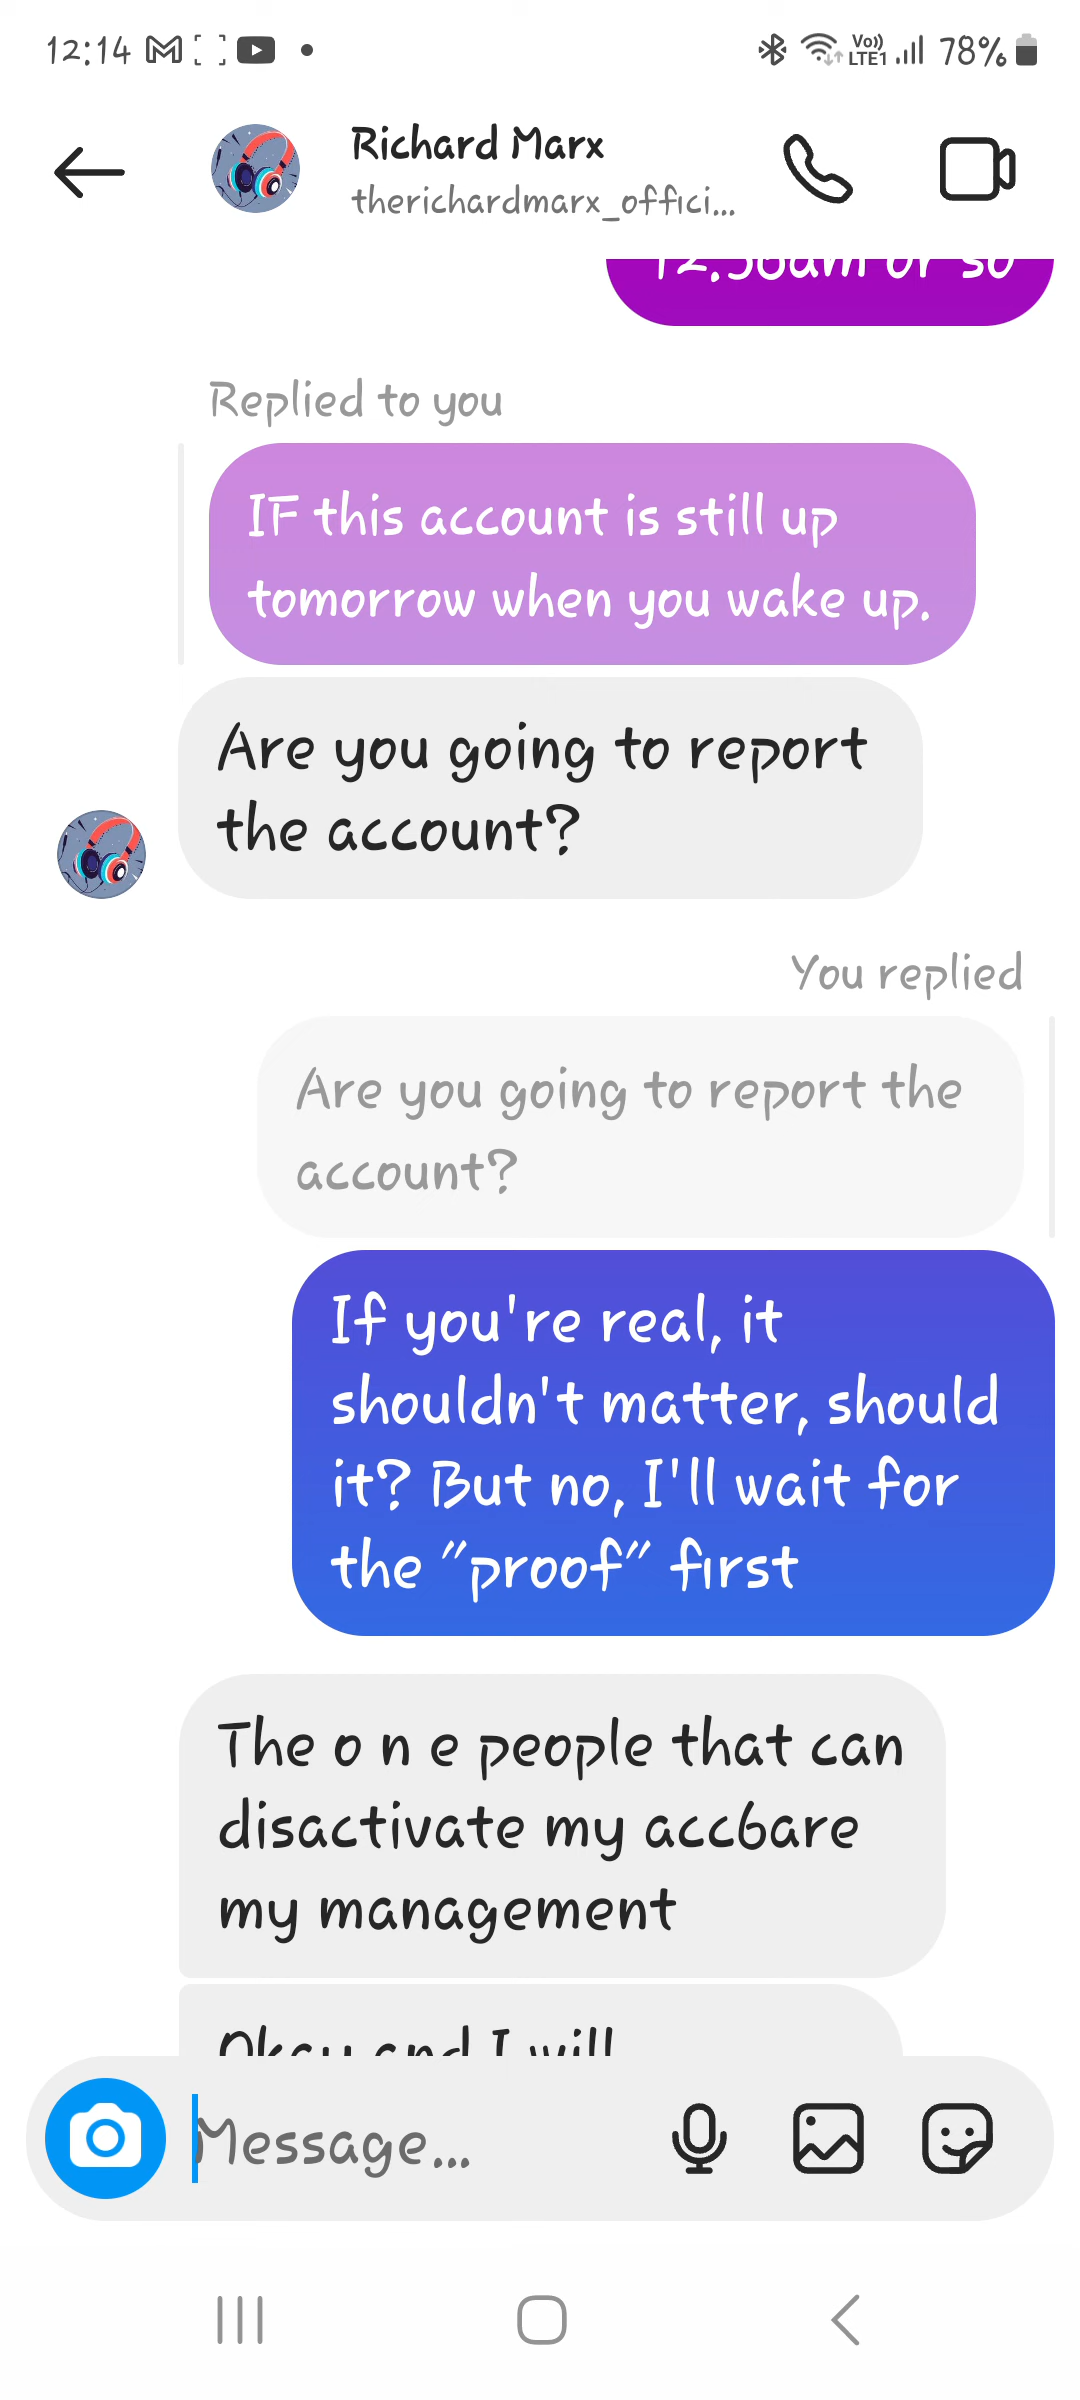 12:14
Vo))
LTE1
78%
Richard Marx
therichardmarx_offici...
or so
Replied to you
IF this account is still up
tomorrow when you wake up.
Are you going to report
the account?
You replied
Are you going to report the
account?
If you're real, it
shouldn't matter, should
it? But no, I'll wait for
the "proof" first
The o n e people that can
disactivate my acc6are
my management
Okay and I will
Message...